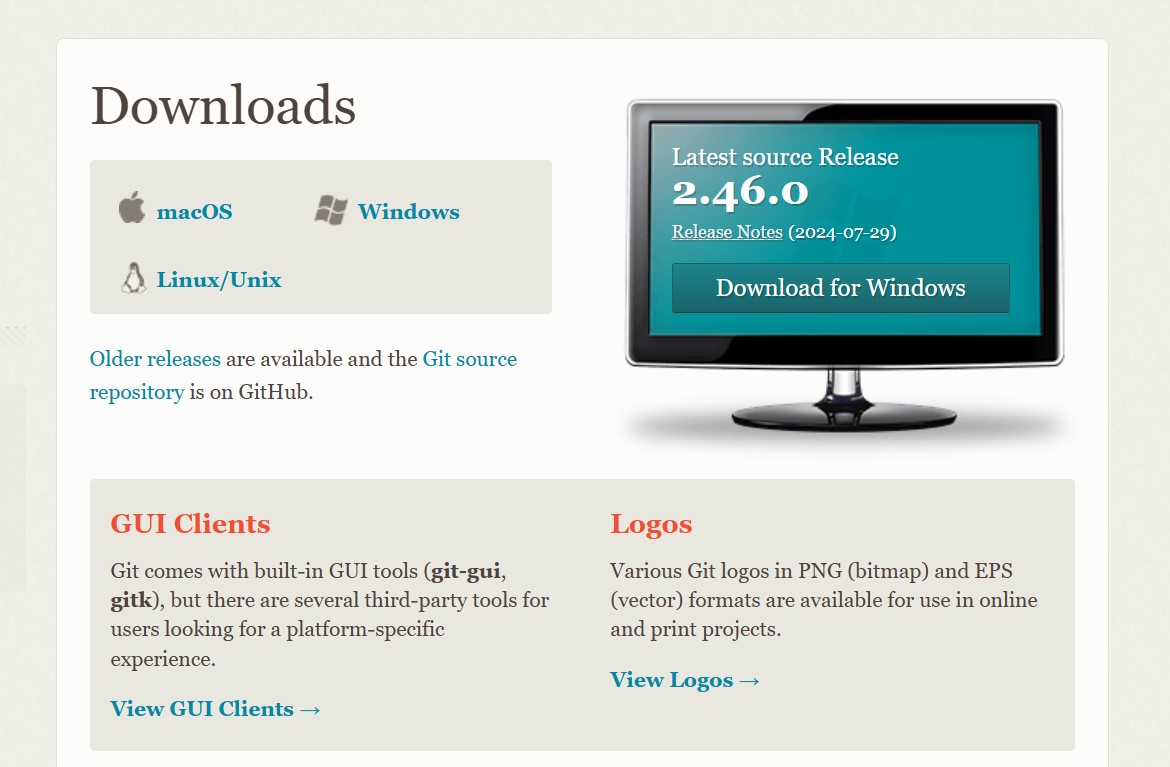 Downloads
macOS
Windows
Linux/Unix
Older releases are available and the Git source
repository is on GitHub.
Latest source Release
2.46.0
Release Notes (2024-07-29)
Download for Windows
GUI Clients
Git comes with built-in GUI tools (git-gui,
gitk), but there are several third-party tools for
users looking for a platform-specific
experience.
View GUI Clients →
Logos
Various Git logos in PNG (bitmap) and EPS
(vector) formats are available for use in online
and print projects.
View Logos →